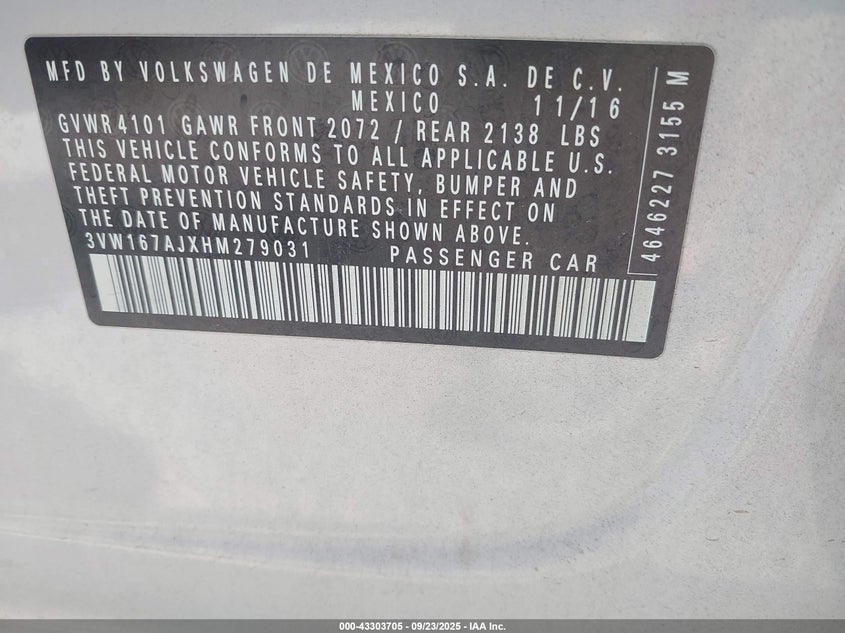 MFD BY VOLKSWAGEN DE MEXICO S.A. DE C.V.
MEXICO 11/16
GVWR4101 GAWR FRONT 2072 / REAR 2138 LBS
THIS VEHICLE CONFORMS TO ALL APPLICABLE U.S.
FEDERAL MOTOR VEHICLE SAFETY, BUMPER AND
THEFT PREVENTION STANDARDS IN EFFECT ON
THE DATE OF MANUFACTURE SHOWN ABOVE.
3VW167AJXHM279031 PASSENGER CAR
4646227 3155 M
000-43303705 - 09/23/2025 - IAA Inc.